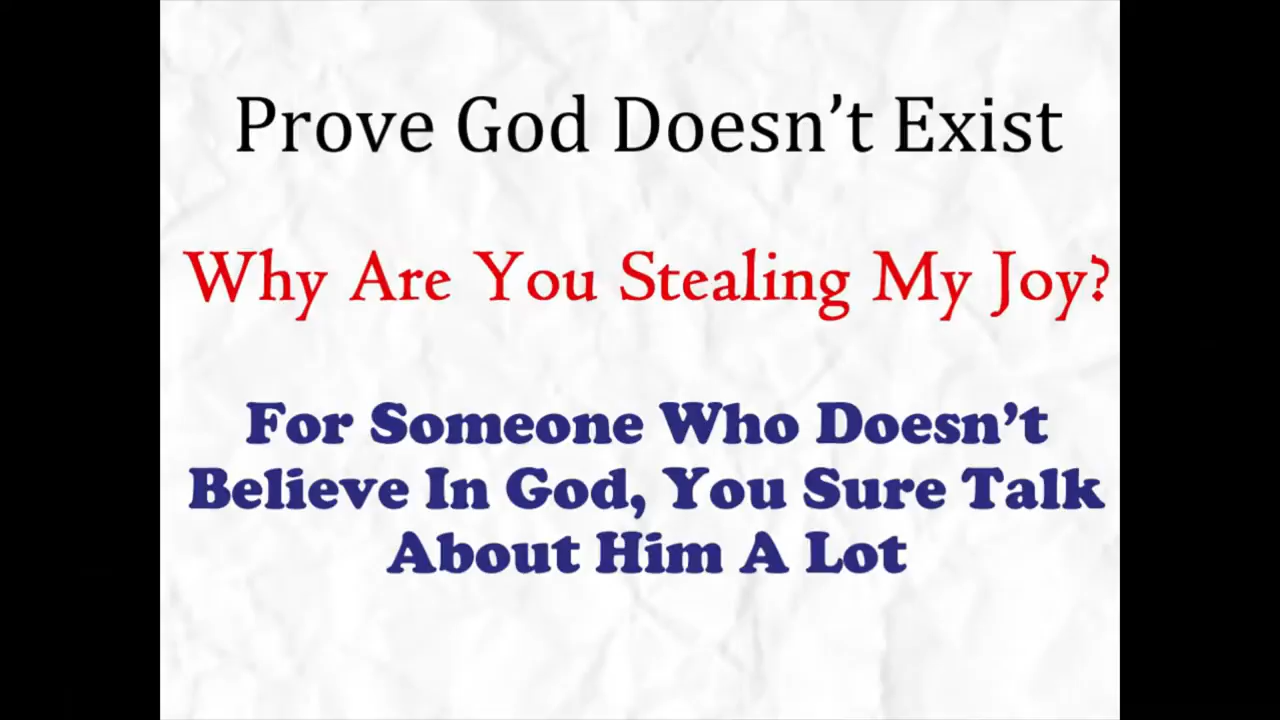 Prove God Doesn’t Exist
Why Are You Stealing My Joy?
For Someone Who Doesn’t
Believe In God, You Sure Talk
About Him A Lot